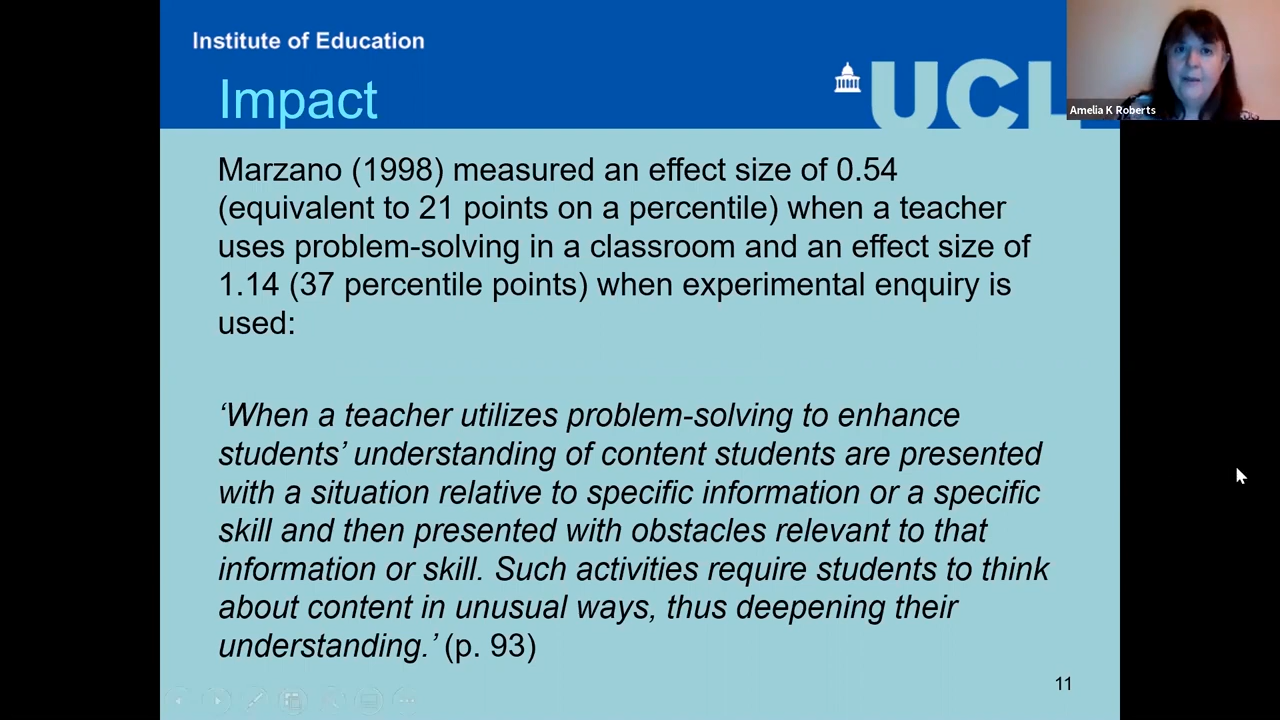 Institute of Education
Impact
UCL
Amelia K Roberts
Marzano (1998) measured an effect size of 0.54
(equivalent to 21 points on a percentile) when a teacher
uses problem-solving in a classroom and an effect size of
1.14 (37 percentile points) when experimental enquiry is
used:
‘When a teacher utilizes problem-solving to enhance
students’ understanding of content students are presented
with a situation relative to specific information or a specific
skill and then presented with obstacles relevant to that
information or skill. Such activities require students to think
about content in unusual ways, thus deepening their
understanding.’ (p. 93)
11